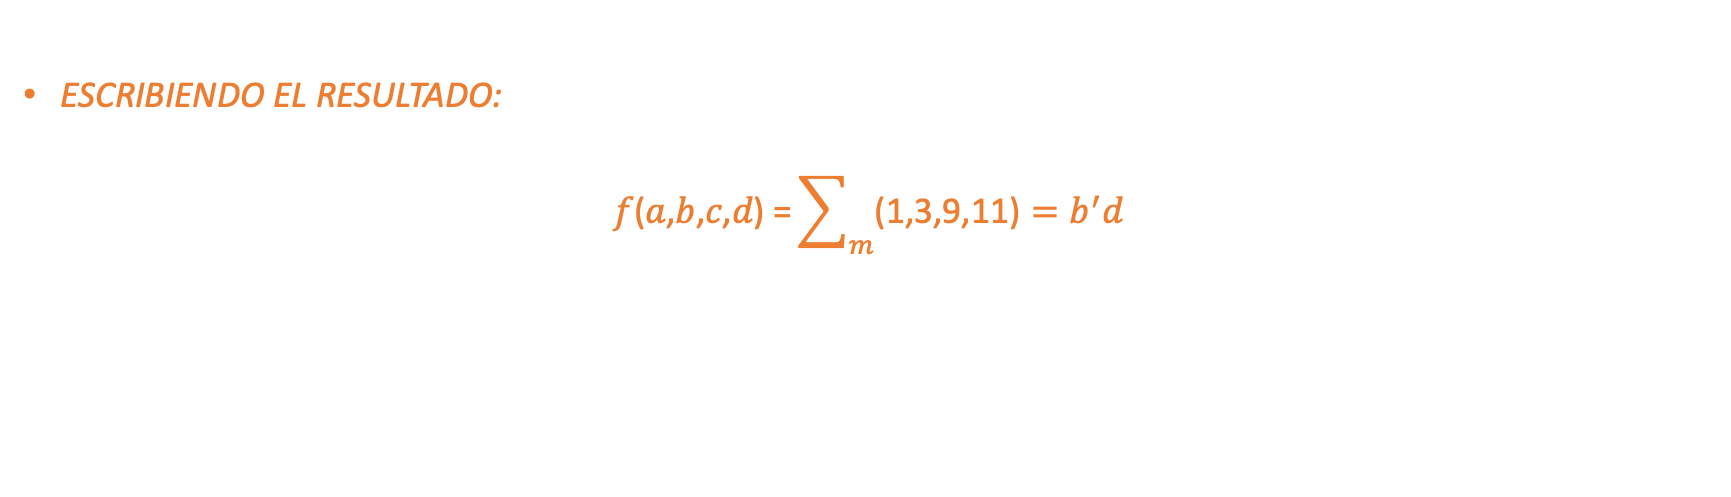 • ESCRIBIENDO EL RESULTADO:
f(a,b,c,d) = ∑ₘ(1,3,9,11) = b′d